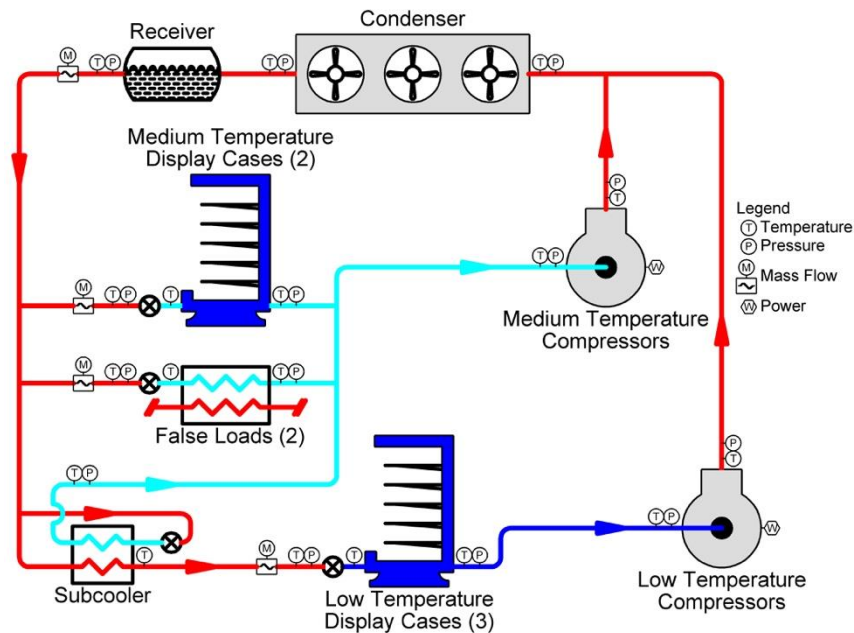 Condenser
Receiver
M
T P
T P
T P
Medium Temperature
Display Cases (2)
P
T
Legend
T Temperature
P Pressure
M
Mass Flow
W Power
T P
W
Medium Temperature
Compressors
M
T P
T
T P
M
T P
T
T P
False Loads (2)
T P
P
T
T P
W
T
M
T P
T
T P
Subcooler
Low Temperature
Display Cases (3)
Low Temperature
Compressors